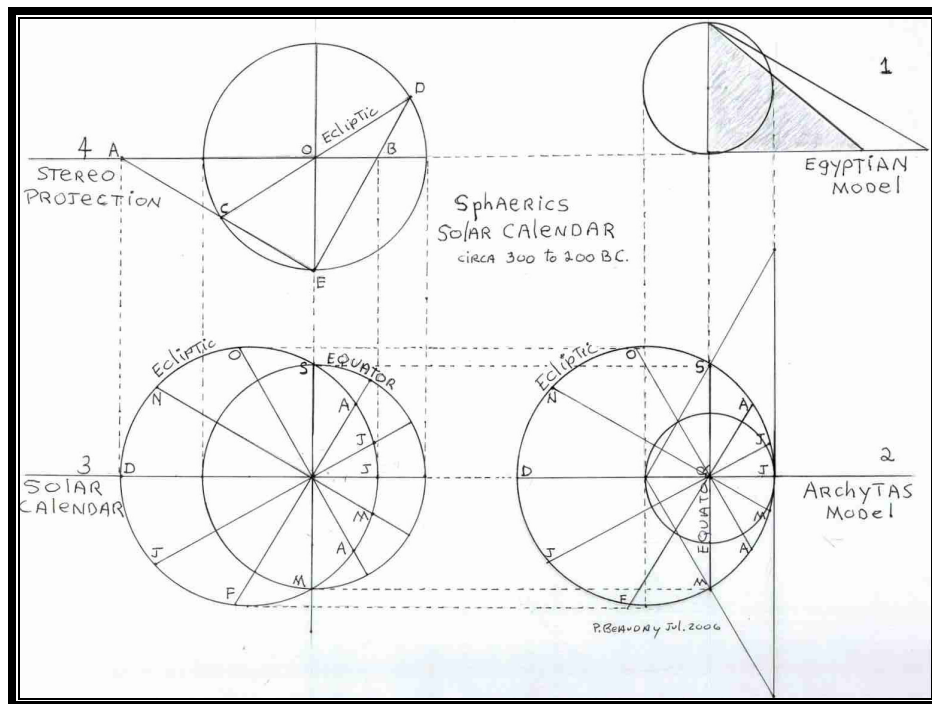 1
D
Ecliptic
4 A
O
B
STEREO
PROJECTION
EgyPTIAN
MODEL
C
SphAERICS
SOLAR CAlENDAR
CIRCA 300 to 200 BC.
E
Ecliptic
O
S
EQUATOR
N
A
J
3
D
J
SOLAR
CAlENDAR
M
J
A
F
M
Ecliptic
O
S
N
A
J
D
J
2
EQUATOR
ARChyTAS
MODEl
M
J
A
F
M
P. BEAUDRY Jul. 2006